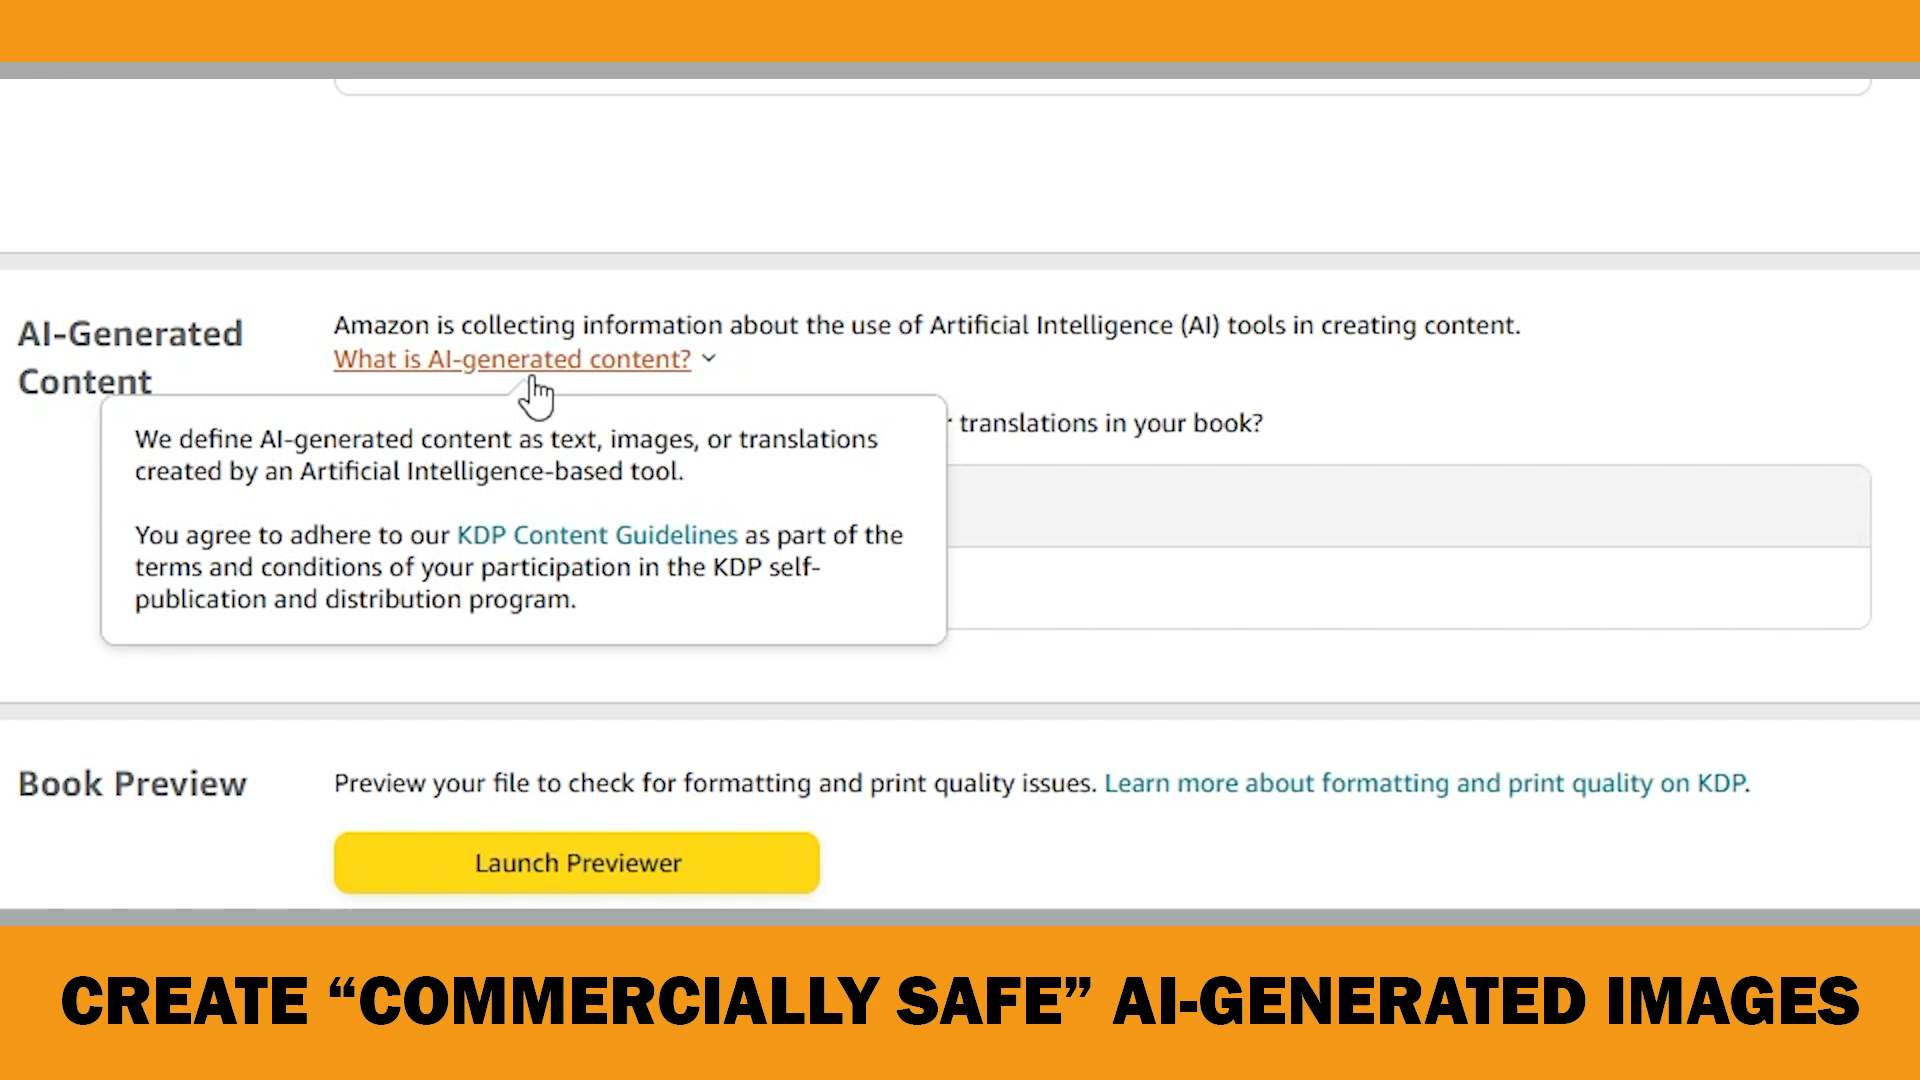 AI-Generated
Content
Amazon is collecting information about the use of Artificial Intelligence (AI) tools in creating content.
What is AI-generated content?
translations in your book?
We define AI-generated content as text, images, or translations
created by an Artificial Intelligence-based tool.
You agree to adhere to our KDP Content Guidelines as part of the
terms and conditions of your participation in the KDP self-
publication and distribution program.
Book Preview
Preview your file to check for formatting and print quality issues. Learn more about formatting and print quality on KDP.
Launch Previewer
CREATE “COMMERCIALLY SAFE” AI-GENERATED IMAGES